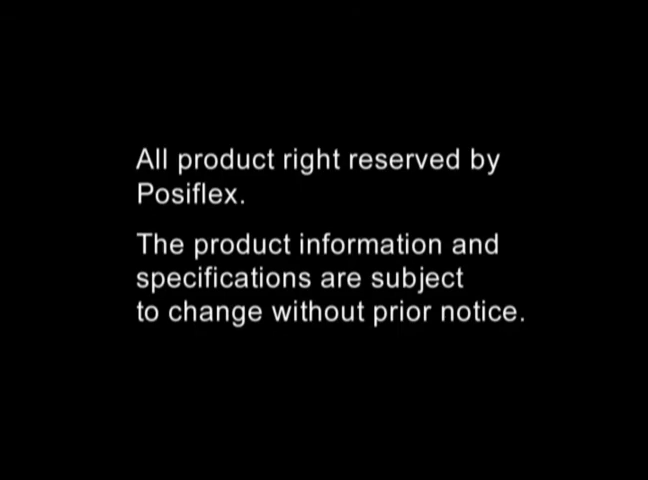 All product right reserved by
Posiflex.
The product information and
specifications are subject
to change without prior notice.